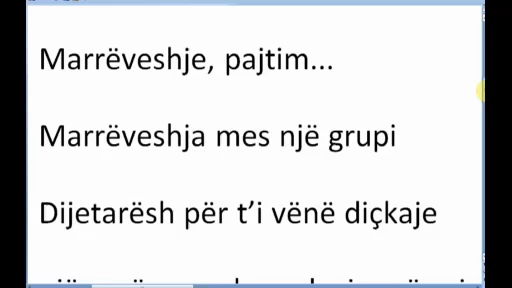 Marrëveshje, pajtim...
Marrëveshja mes një grupi
Dijetarësh për t’i vënë diçkaje